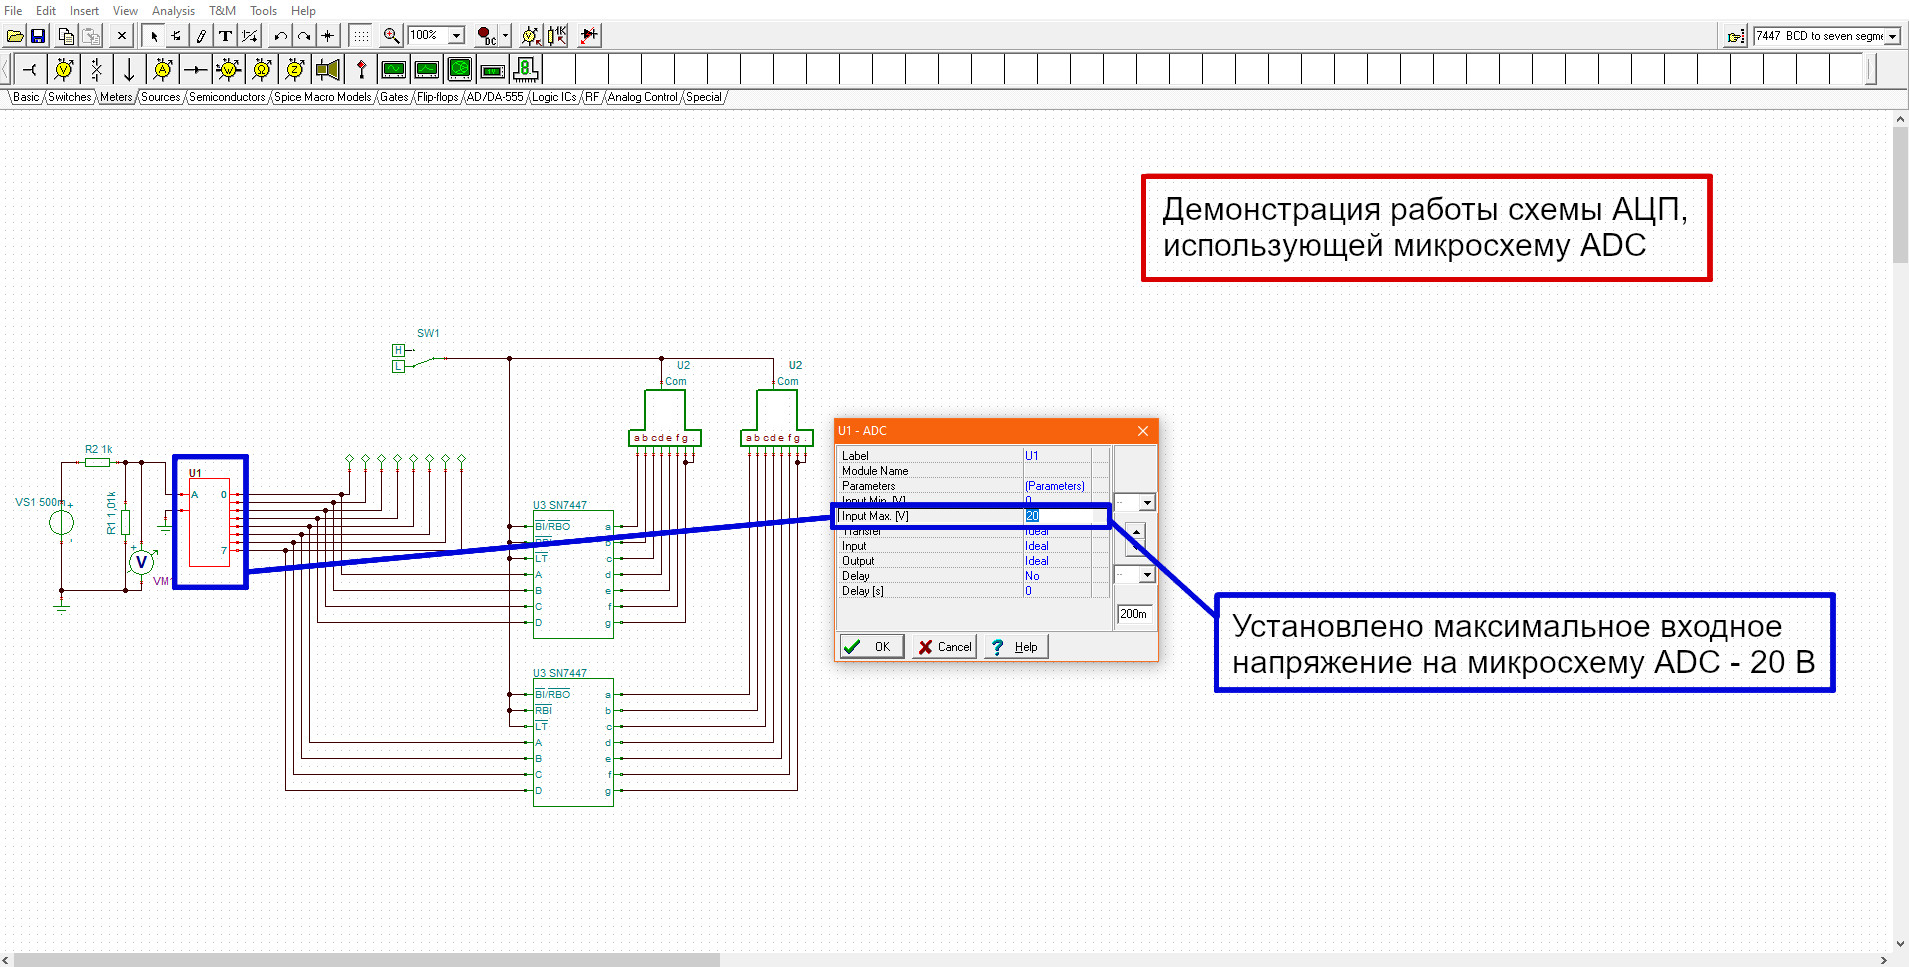 File Edit Insert View Analysis T&M Tools Help
100%
DC
1K
7447 BCD to seven segme
Basic Switches Meters Sources Semiconductors Spice Macro Models Gates Flip-flops AD/DA-555 Logic ICs RF Analog Control Special
Демонстрация работы схемы АЦП,
использующей микросхему ADC
SW1
H
L
U2
Com
a b c d e f g .
U2
Com
a b c d e f g .
R2 1k
VS1 500m
R1 1,01k
V
VM
U1
A 0
7
U3 SN7447
BI/RBO a
RBI b
LT c
A d
B e
C f
D g
U3 SN7447
BI/RBO a
RBI b
LT c
A d
B e
C f
D g
U1 - ADC
Label U1
Module Name
Parameters (Parameters)
Input Min. [V] 0
Input Max. [V] 20
Transfer Ideal
Input Ideal
Output Ideal
Delay No
Delay [s] 0
200m
OK Cancel Help
Установлено максимальное входное
напряжение на микросхему ADC - 20 В